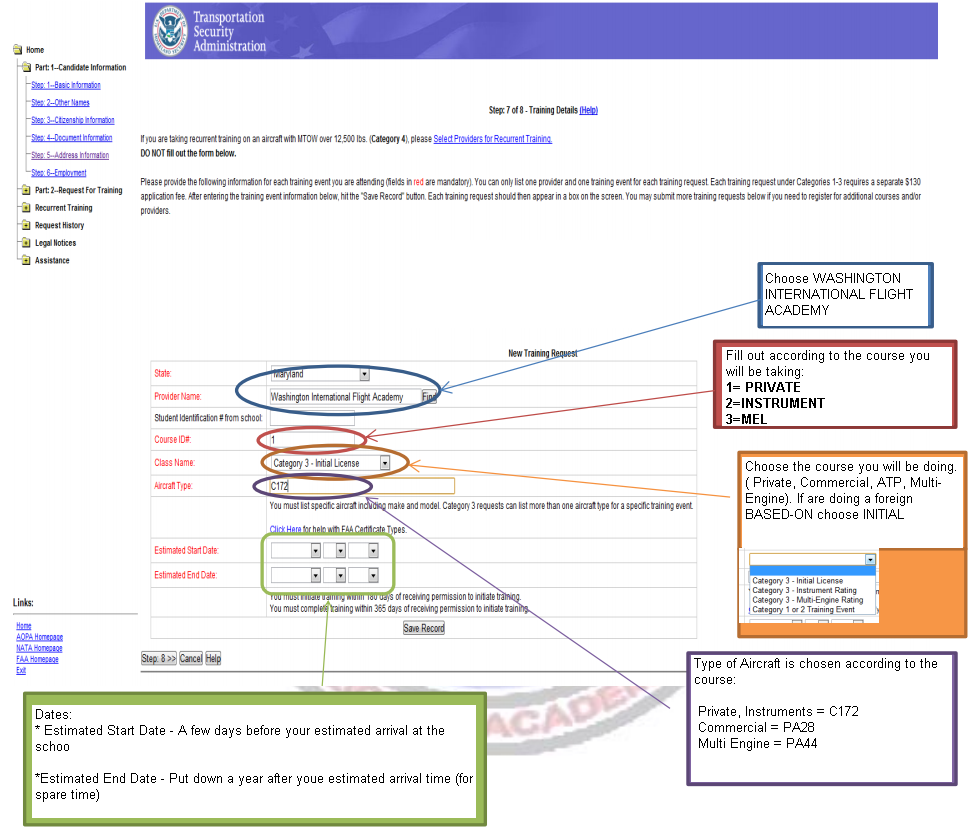 Transportation
Security
Administration
Home
Part: 1--Candidate Information
Step: 1--Basic Information
Step: 2--Other Names
Step: 3--Citizenship Information
Step: 4--Document Information
Step: 5--Address Information
Step: 6--Employment
Part: 2--Request For Training
Recurrent Training
Request History
Legal Notices
Assistance
Step: 7 of 8 - Training Details (Help)
If you are taking recurrent training on an aircraft with MTOW over 12,500 lbs. (Category 4), please Select Providers for Recurrent Training.
DO NOT fill out the form below.
Please provide the following information for each training event you are attending (fields in red are mandatory). You can only list one provider and one training event for each training request. Each training request under Categories 1-3 requires a separate $130
application fee. After entering the training event information below, hit the "Save Record" button. Each training request should then appear in a box on the screen. You may submit more training requests below if you need to register for additional courses and/or
providers.
Choose WASHINGTON
INTERNATIONAL FLIGHT
ACADEMY
New Training Request
State: Maryland
Provider Name: Washington International Flight Academy Find
Student Identification # from school:
Course ID#: 1
Class Name: Category 3 - Initial License
Aircraft Type: C172
You must list specific aircraft including make and model. Category 3 requests can list more than one aircraft type for a specific training event.
Click Here for help with FAA Certificate Types.
Estimated Start Date:
Estimated End Date:
You must initiate training within 180 days of receiving permission to initiate training.
You must complete training within 365 days of receiving permission to initiate training.
Save Record
Fill out according to the course you
will be taking:
1= PRIVATE
2=INSTRUMENT
3=MEL
Choose the course you will be doing.
( Private, Commercial, ATP, Multi-
Engine). If are doing a foreign
BASED-ON choose INITIAL
Category 3 - Initial License
Category 3 - Instrument Rating
Category 3 - Multi-Engine Rating
Category 1 or 2 Training Event
Links:
Home
AOPA Homepage
NATA Homepage
FAA Homepage
Exit
Step: 8 >> Cancel Help
Type of Aircraft is chosen according to the
course:
Private, Instruments = C172
Commercial = PA28
Multi Engine = PA44
Dates:
* Estimated Start Date - A few days before your estimated arrival at the
schoo
*Estimated End Date - Put down a year after youe estimated arrival time (for
spare time)